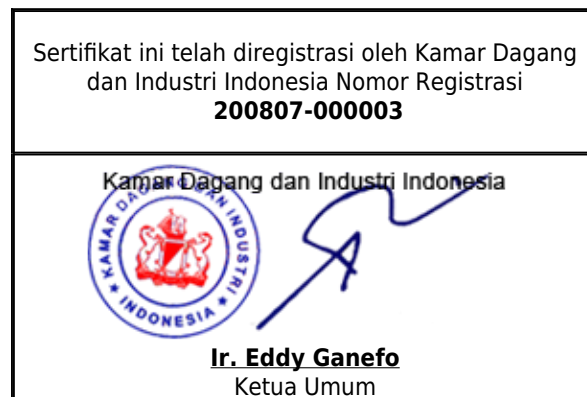 Sertifikat ini telah diregistrasi oleh Kamar Dagang
dan Industri Indonesia Nomor Registrasi
200807-000003
Kamar Dagang dan Industri Indonesia
KAMAR DAGANG DAN INDUSTRI
INDONESIA
Ir. Eddy Ganefo
Ketua Umum